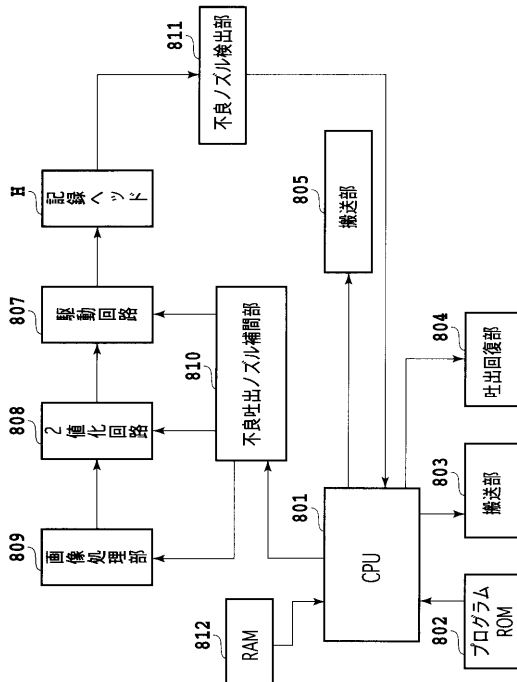 809
画像処理部
808
2値化回路
807
駆動回路
H
記録ヘッド
811
不良ノズル検出部
810
不良吐出ノズル補間部
805
搬送部
812
RAM
801
CPU
802
プログラム
ROM
803
搬送部
804
吐出回復部